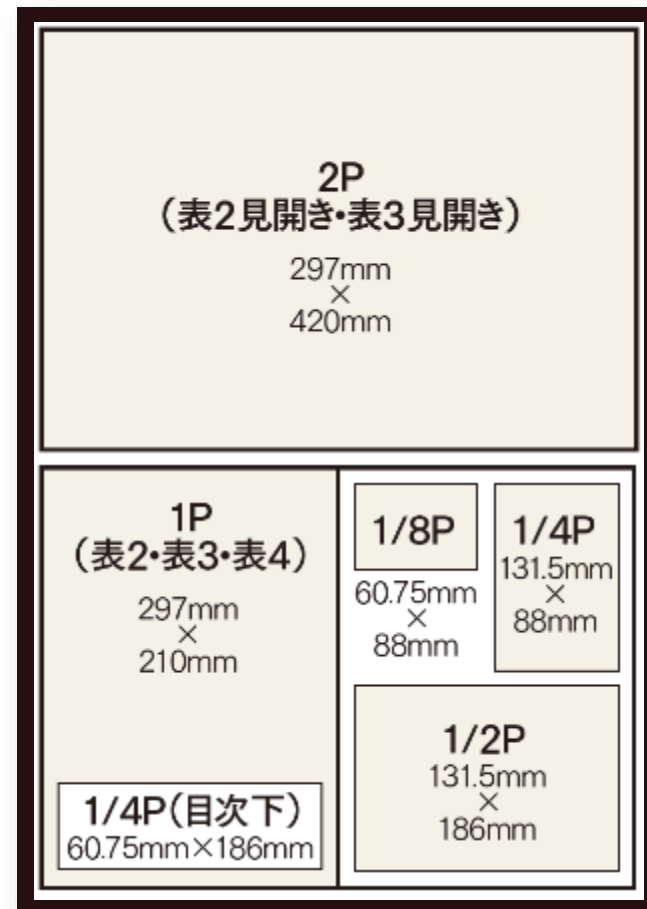 2P
（表2見開き・表3見開き）
297mm
×
420mm
1P
（表2・表3・表4）
297mm
×
210mm
1/4P（目次下）
60.75mm×186mm
1/8P
60.75mm
×
88mm
1/4P
131.5mm
×
88mm
1/2P
131.5mm
×
186mm